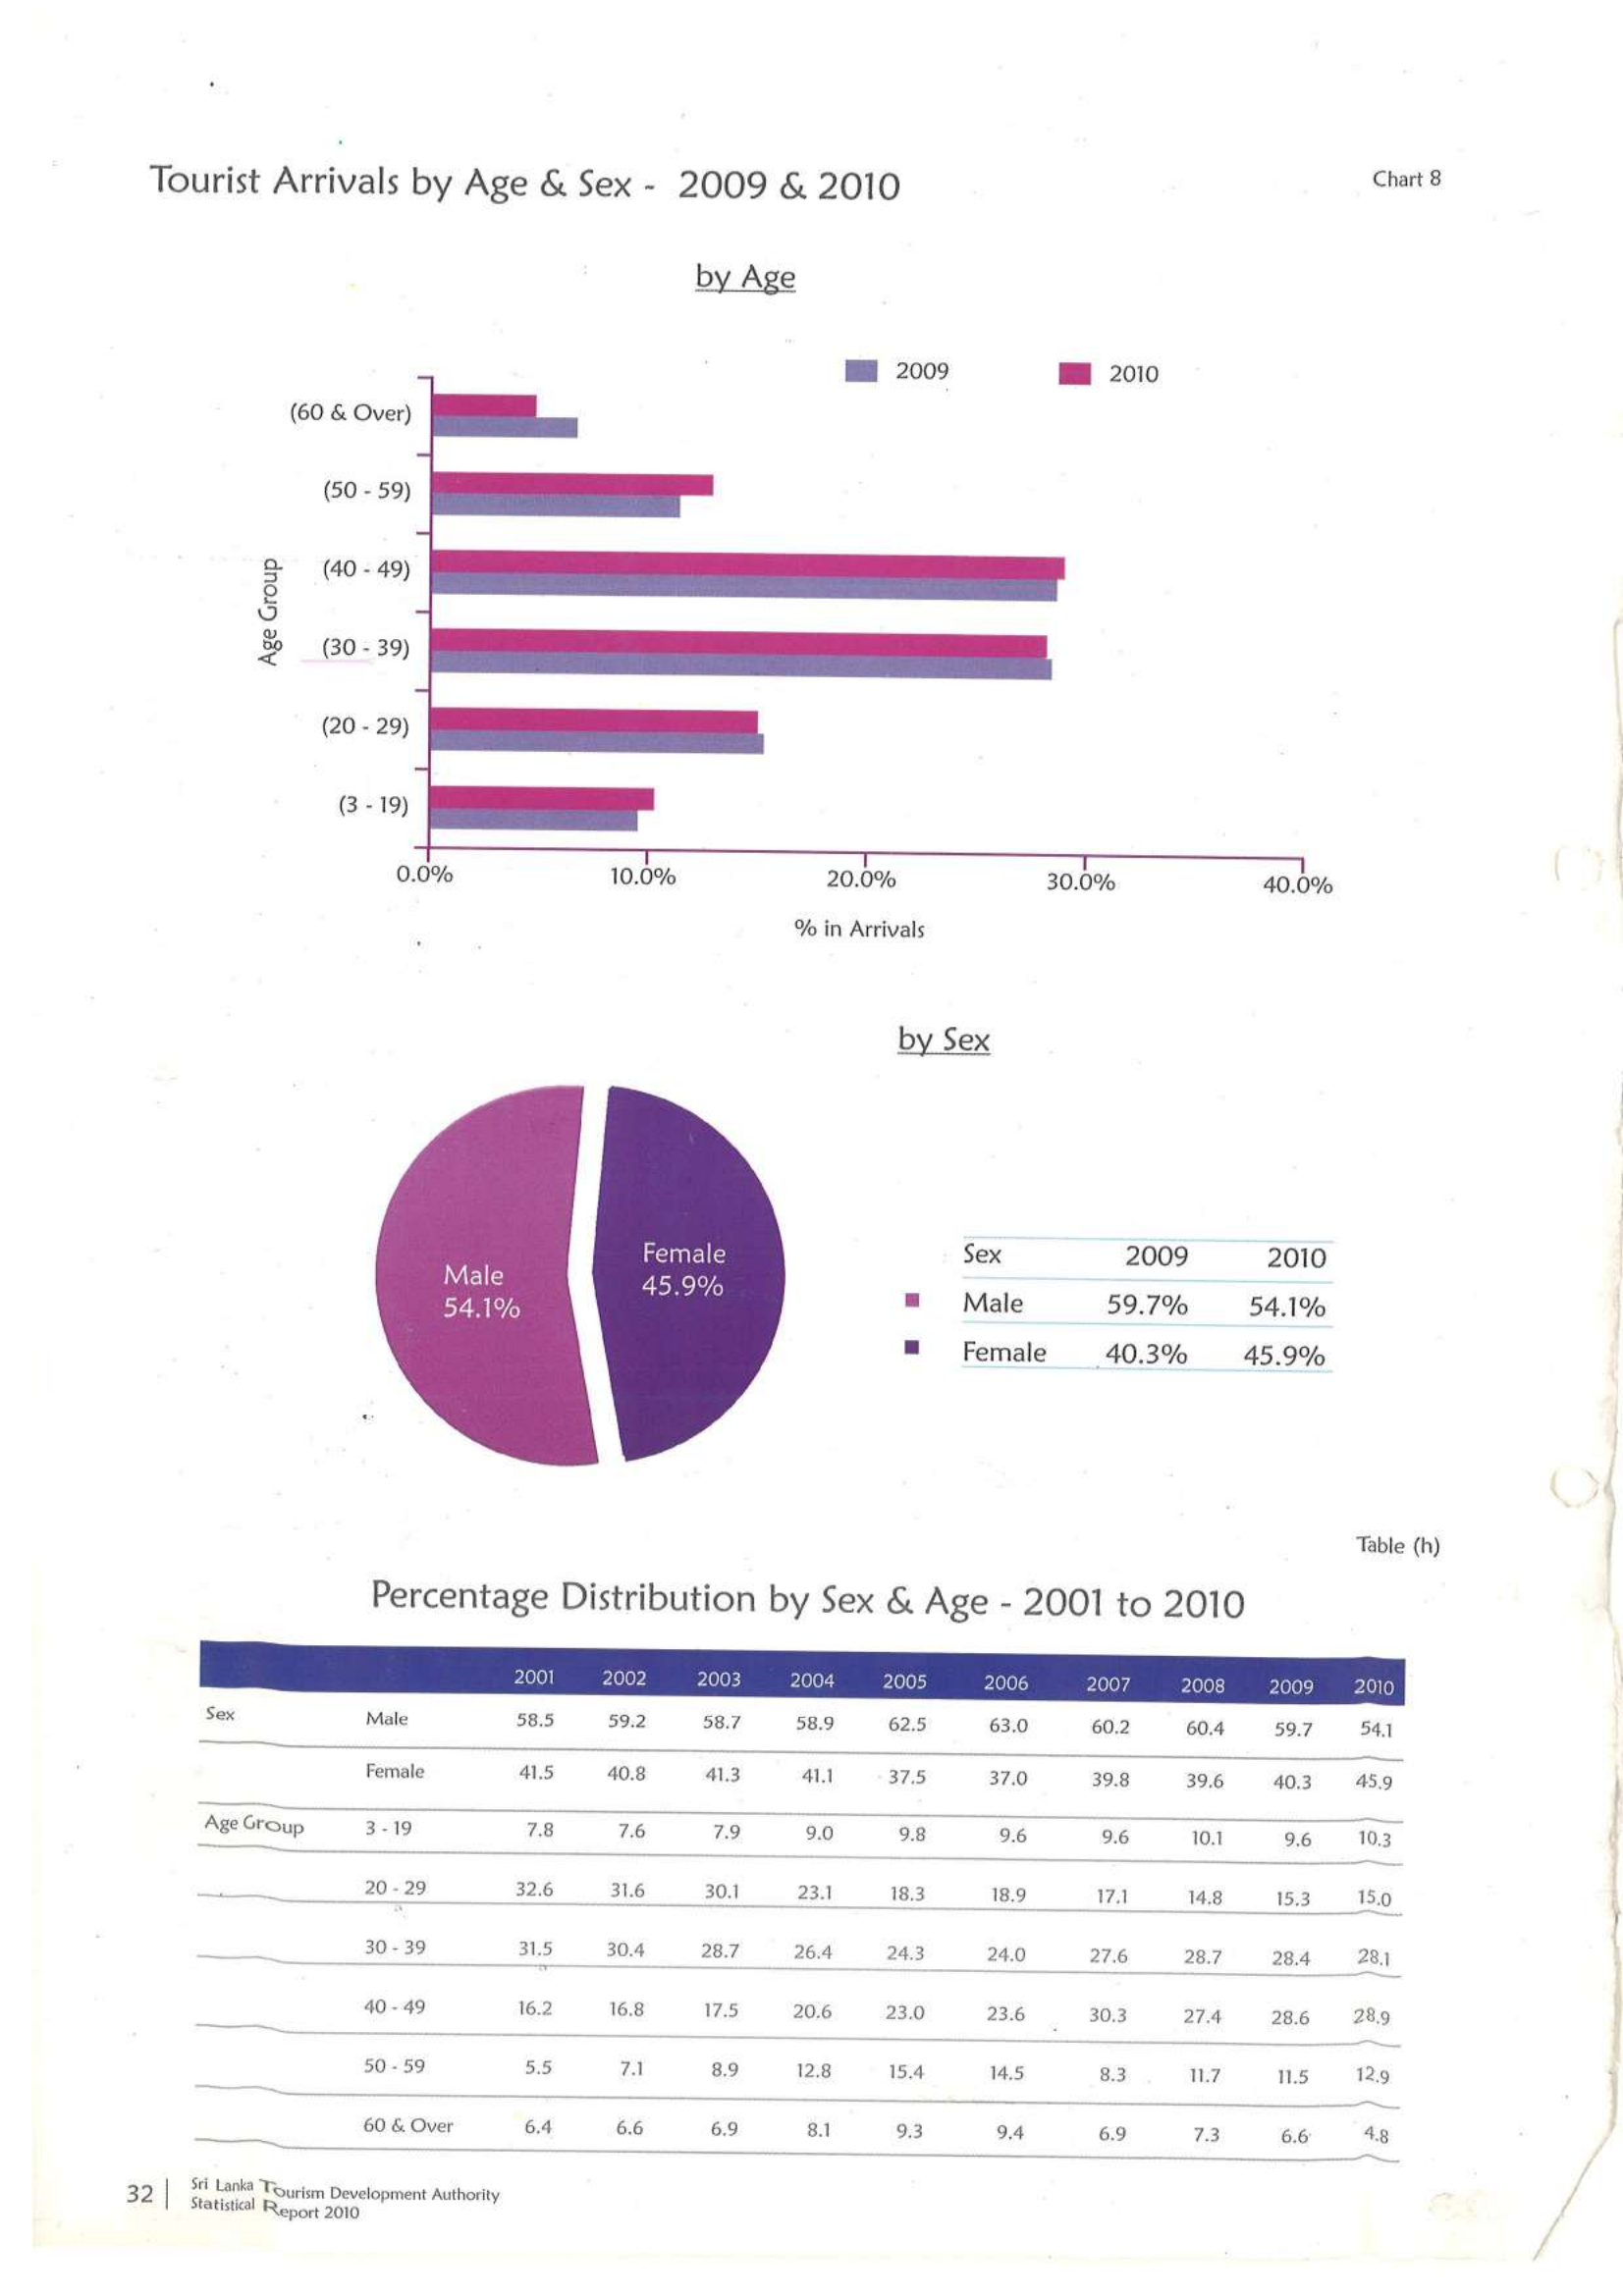 Tourist Arrivals by Age & Sex - 2009 & 2010
Chart 8
by Age
2009 2010
(60 & Over)
(50 - 59)
(40 - 49)
(30 - 39)
(20 - 29)
(3 - 19)
Age Group
0.0% 10.0% 20.0% 30.0% 40.0%
% in Arrivals
by Sex
Male
54.1%
Female
45.9%
Sex 2009 2010
Male 59.7% 54.1%
Female 40.3% 45.9%
Table (h)
Percentage Distribution by Sex & Age - 2001 to 2010
2001 2002 2003 2004 2005 2006 2007 2008 2009 2010
Sex Male 58.5 59.2 58.7 58.9 62.5 63.0 60.2 60.4 59.7 54.1
Female 41.5 40.8 41.3 41.1 37.5 37.0 39.8 39.6 40.3 45.9
Age Group 3 - 19 7.8 7.6 7.9 9.0 9.8 9.6 9.6 10.1 9.6 10.3
20 - 29 32.6 31.6 30.1 23.1 18.3 18.9 17.1 14.8 15.3 15.0
30 - 39 31.5 30.4 28.7 26.4 24.3 24.0 27.6 28.7 28.4 28.1
40 - 49 16.2 16.8 17.5 20.6 23.0 23.6 30.3 27.4 28.6 28.9
50 - 59 5.5 7.1 8.9 12.8 15.4 14.5 8.3 11.7 11.5 12.9
60 & Over 6.4 6.6 6.9 8.1 9.3 9.4 6.9 7.3 6.6 4.8
32
Sri Lanka Tourism Development Authority
Statistical Report 2010